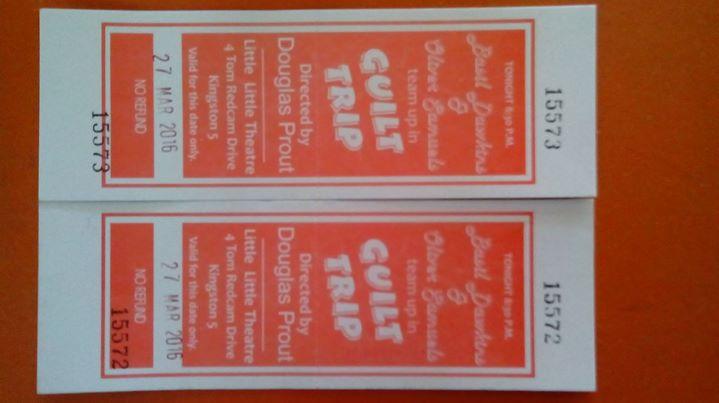 15573
TONIGHT 8:30 P.M.
Basil Dawkins
&
Oliver Samuels
team up in
GUILT
TRIP
Directed by
Douglas Prout
Little Little Theatre
4 Tom Redcam Drive
Kingston 5
Valid for this date only.
27 MAR 2016
NO REFUND
15573
15572
TONIGHT 8:30 P.M.
Basil Dawkins
&
Oliver Samuels
team up in
GUILT
TRIP
Directed by
Douglas Prout
Little Little Theatre
4 Tom Redcam Drive
Kingston 5
Valid for this date only.
27 MAR 2016
NO REFUND
15572